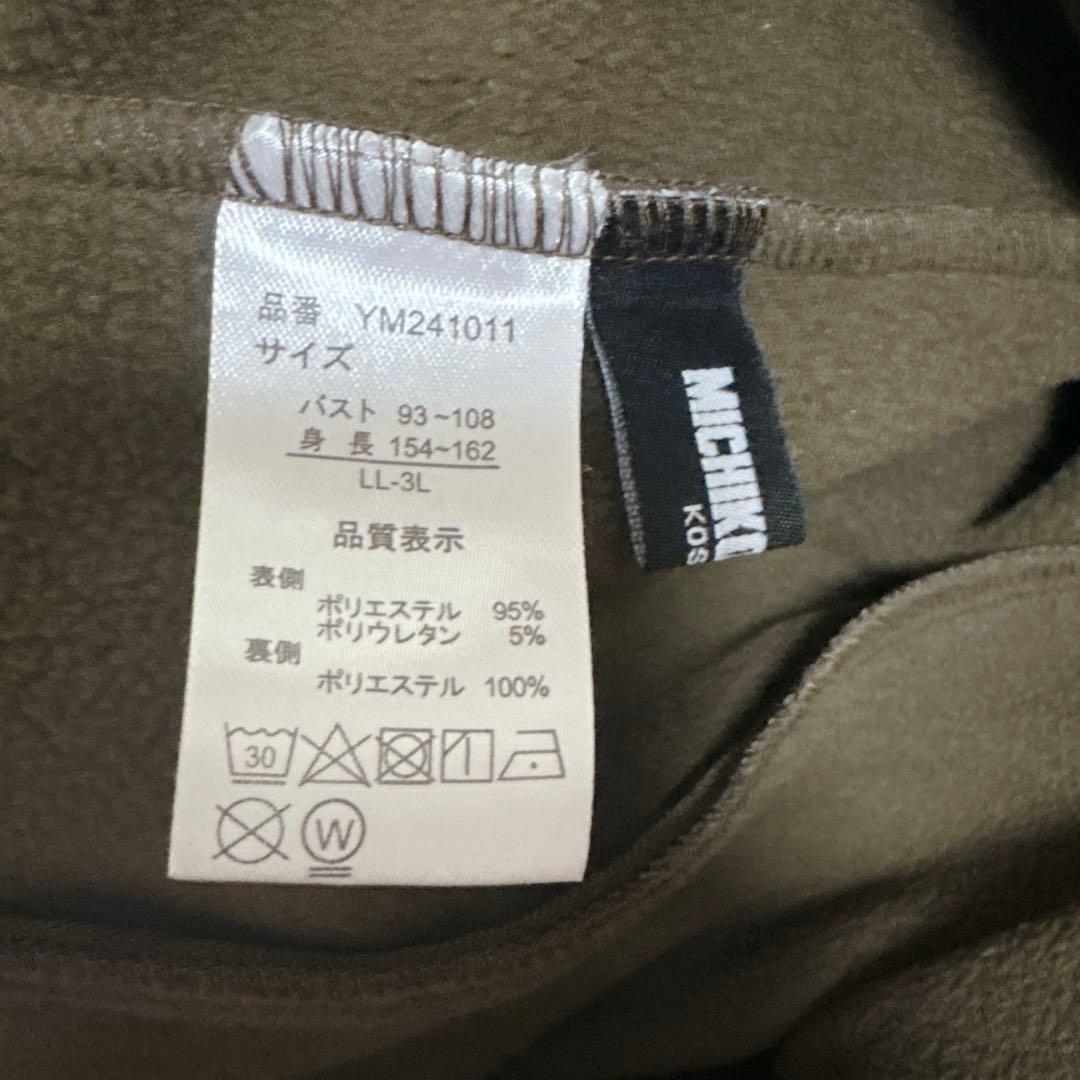 品番 YM241011
サイズ
バスト 93~108
身 長 154~162
LL-3L
品質表示
表側
ポリエステル 95%
ポリウレタン 5%
裏側
ポリエステル 100%
30
W
MICHIKO
KOS